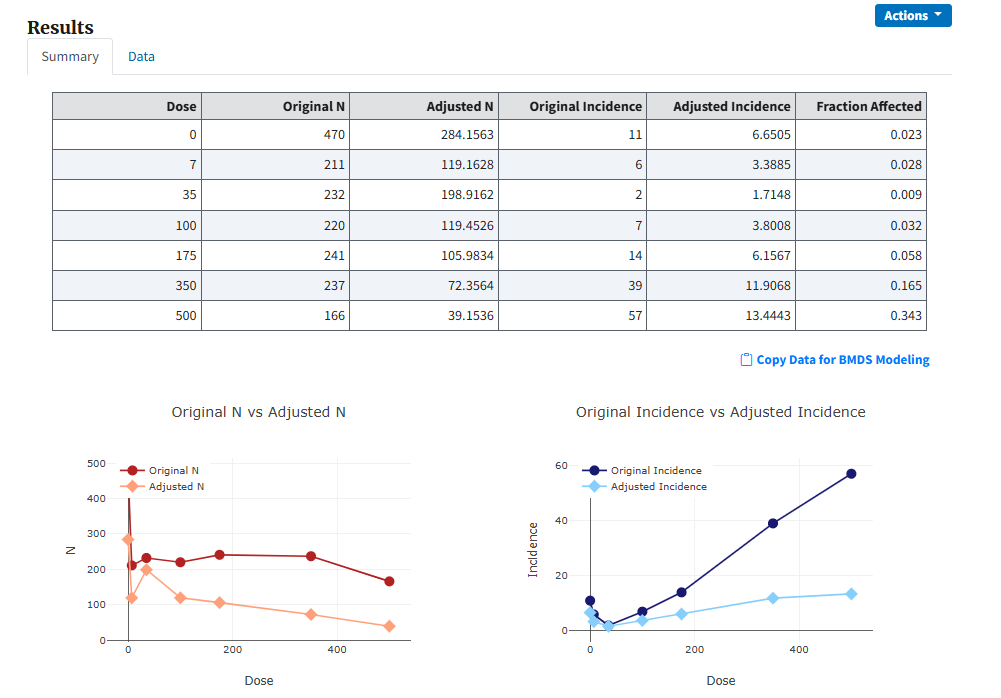 Results
Actions
Summary Data
Dose Original N Adjusted N Original Incidence Adjusted Incidence Fraction Affected
0 470 284.1563 11 6.6505 0.023
7 211 119.1628 6 3.3885 0.028
35 232 198.9162 2 1.7148 0.009
100 220 119.4526 7 3.8008 0.032
175 241 105.9834 14 6.1567 0.058
350 237 72.3564 39 11.9068 0.165
500 166 39.1536 57 13.4443 0.343
Copy Data for BMDS Modeling
Original N vs Adjusted N
500
400
300
200
100
0
N
Original N
Adjusted N
0 200 400
Dose
Original Incidence vs Adjusted Incidence
60
40
20
0
Incidence
Original Incidence
Adjusted Incidence
0 200 400
Dose